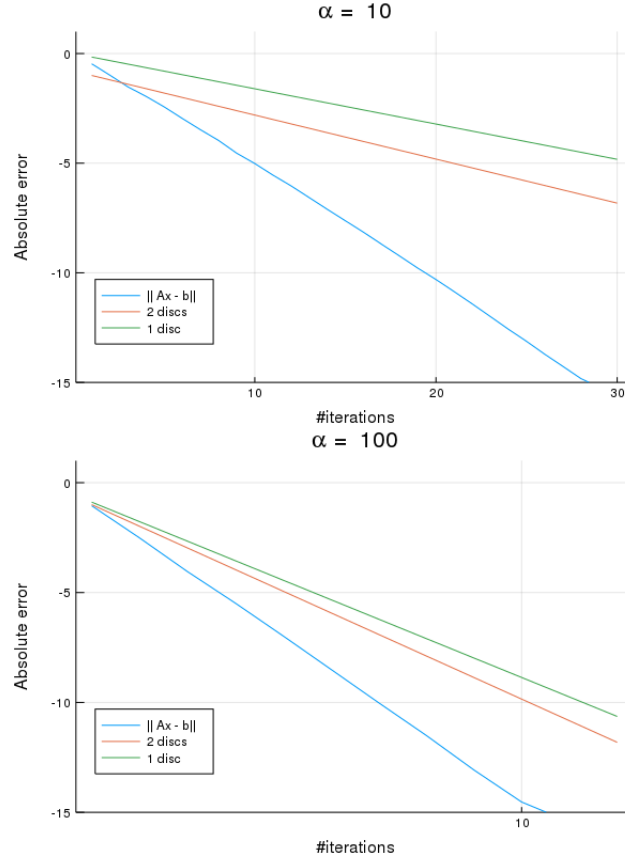 α = 10
Absolute error
0
-5
-10
-15
|| Ax - b||
2 discs
1 disc
10
20
30
#iterations
α = 100
Absolute error
0
-5
-10
-15
|| Ax - b||
2 discs
1 disc
10
#iterations